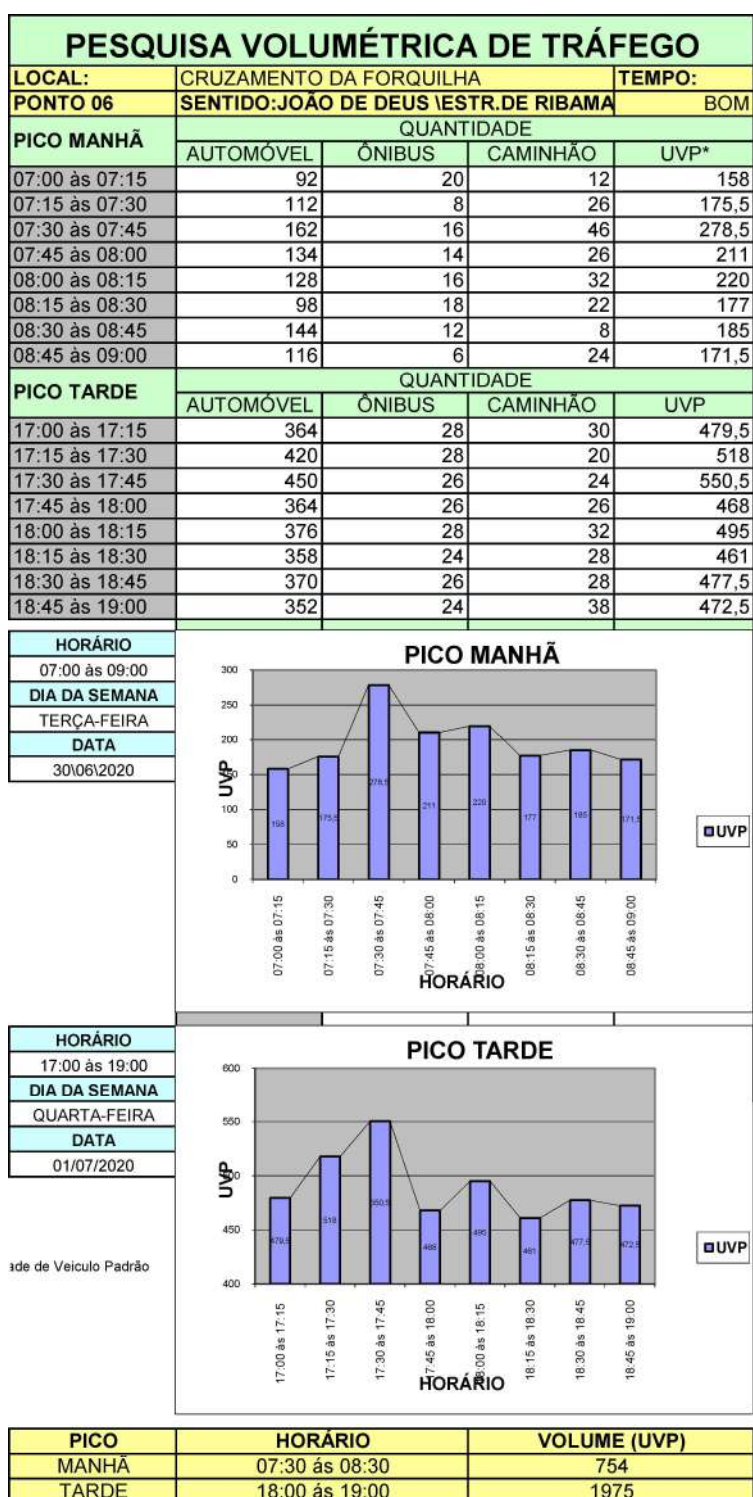 PESQUISA VOLUMÉTRICA DE TRÁFEGO
LOCAL: CRUZAMENTO DA FORQUILHA TEMPO:
PONTO 06 SENTIDO:JOÃO DE DEUS \ESTR.DE RIBAMA BOM
PICO MANHÃ QUANTIDADE
AUTOMÓVEL ÔNIBUS CAMINHÃO UVP*
07:00 às 07:15 92 20 12 158
07:15 às 07:30 112 8 26 175,5
07:30 às 07:45 162 16 46 278,5
07:45 às 08:00 134 14 26 211
08:00 às 08:15 128 16 32 220
08:15 às 08:30 98 18 22 177
08:30 às 08:45 144 12 8 185
08:45 às 09:00 116 6 24 171,5
PICO TARDE QUANTIDADE
AUTOMÓVEL ÔNIBUS CAMINHÃO UVP
17:00 às 17:15 364 28 30 479,5
17:15 às 17:30 420 28 20 518
17:30 às 17:45 450 26 24 550,5
17:45 às 18:00 364 26 26 468
18:00 às 18:15 376 28 32 495
18:15 às 18:30 358 24 28 461
18:30 às 18:45 370 26 28 477,5
18:45 às 19:00 352 24 38 472,5
HORÁRIO
07:00 às 09:00
DIA DA SEMANA
TERÇA-FEIRA
DATA
30\06\2020
PICO MANHÃ
300
250
200
150
100
50
0
UVP
158 175,5 278,5 211 220 177 185 171,5
UVP
07:00 às 07:15
07:15 às 07:30
07:30 às 07:45
07:45 às 08:00
08:00 às 08:15
08:15 às 08:30
08:30 às 08:45
08:45 às 09:00
HORÁRIO
HORÁRIO
17:00 às 19:00
DIA DA SEMANA
QUARTA-FEIRA
DATA
01/07/2020
ade de Veiculo Padrão
PICO TARDE
600
550
500
450
400
UVP
479,5 518 550,5 468 495 461 477,5 472,5
UVP
17:00 às 17:15
17:15 às 17:30
17:30 às 17:45
17:45 às 18:00
18:00 às 18:15
18:15 às 18:30
18:30 às 18:45
18:45 às 19:00
HORÁRIO
PICO HORÁRIO VOLUME (UVP)
MANHÃ 07:30 ás 08:30 754
TARDE 18:00 ás 19:00 1975